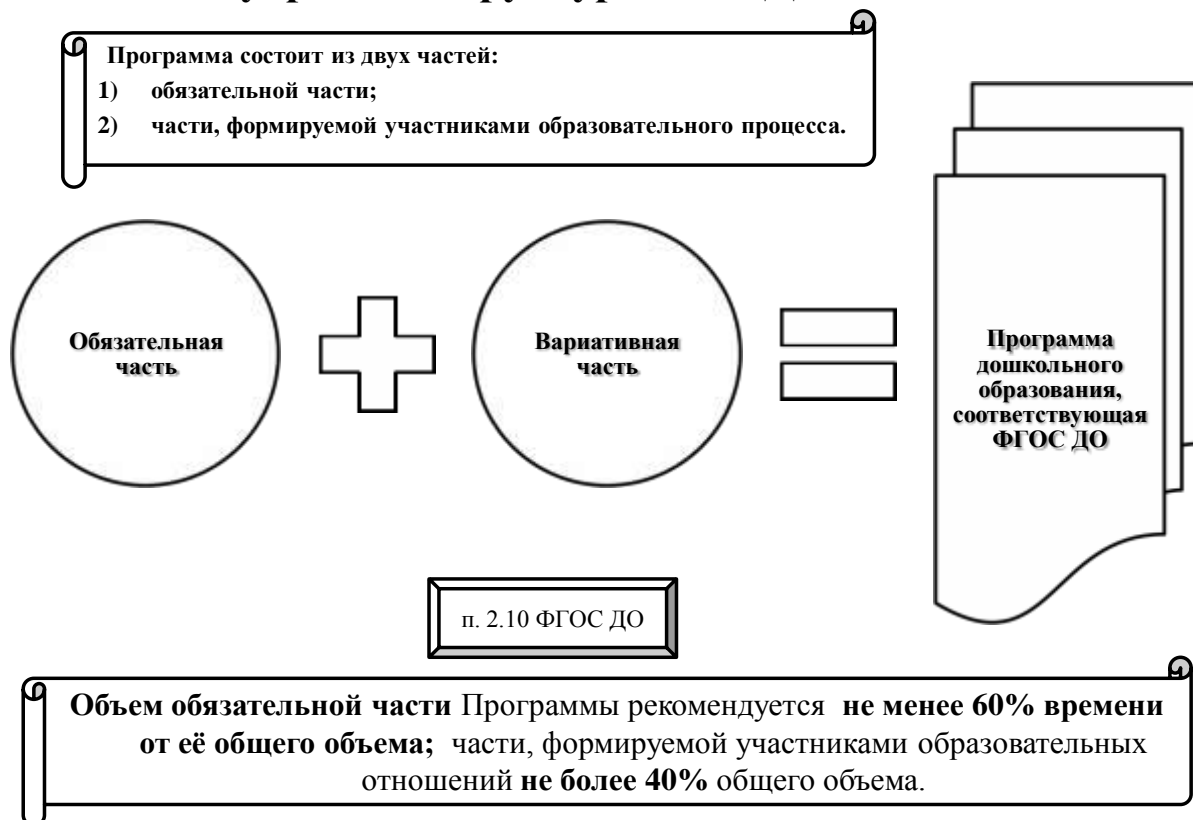 Программа состоит из двух частей:
1) обязательной части;
2) части, формируемой участниками образовательного процесса.
Обязательная
часть
Вариативная
часть
Программа
дошкольного
образования,
соответствующая
ФГОС ДО
п. 2.10 ФГОС ДО
Объем обязательной части Программы рекомендуется не менее 60% времени
от её общего объема; части, формируемой участниками образовательных
отношений не более 40% общего объема.